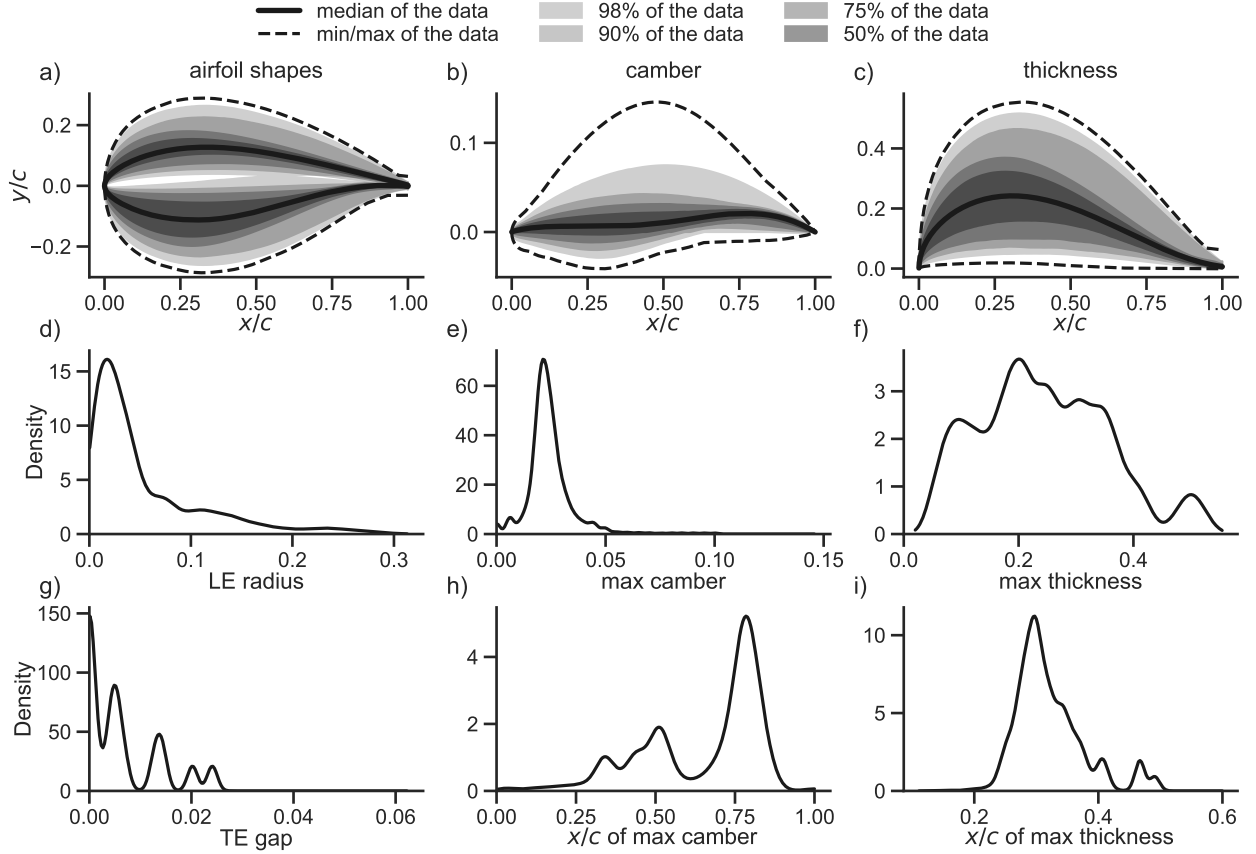 median of the data 98% of the data 75% of the data
min/max of the data 90% of the data 50% of the data
a) airfoil shapes b) camber c) thickness
0.2
0.0
−0.2
y/c
0.00 0.25 0.50 0.75 1.00
x/c
0.1
0.0
0.00 0.25 0.50 0.75 1.00
x/c
0.4
0.2
0.0
0.00 0.25 0.50 0.75 1.00
x/c
d) e) f)
15
10
5
0
Density
0.0 0.1 0.2 0.3
LE radius
60
40
20
0
0.00 0.05 0.10 0.15
max camber
3
2
1
0
0.0 0.2 0.4
max thickness
g) h) i)
150
100
50
0
Density
0.00 0.02 0.04 0.06
TE gap
4
2
0
0.00 0.25 0.50 0.75 1.00
x/c of max camber
10
5
0
0.2 0.4 0.6
x/c of max thickness